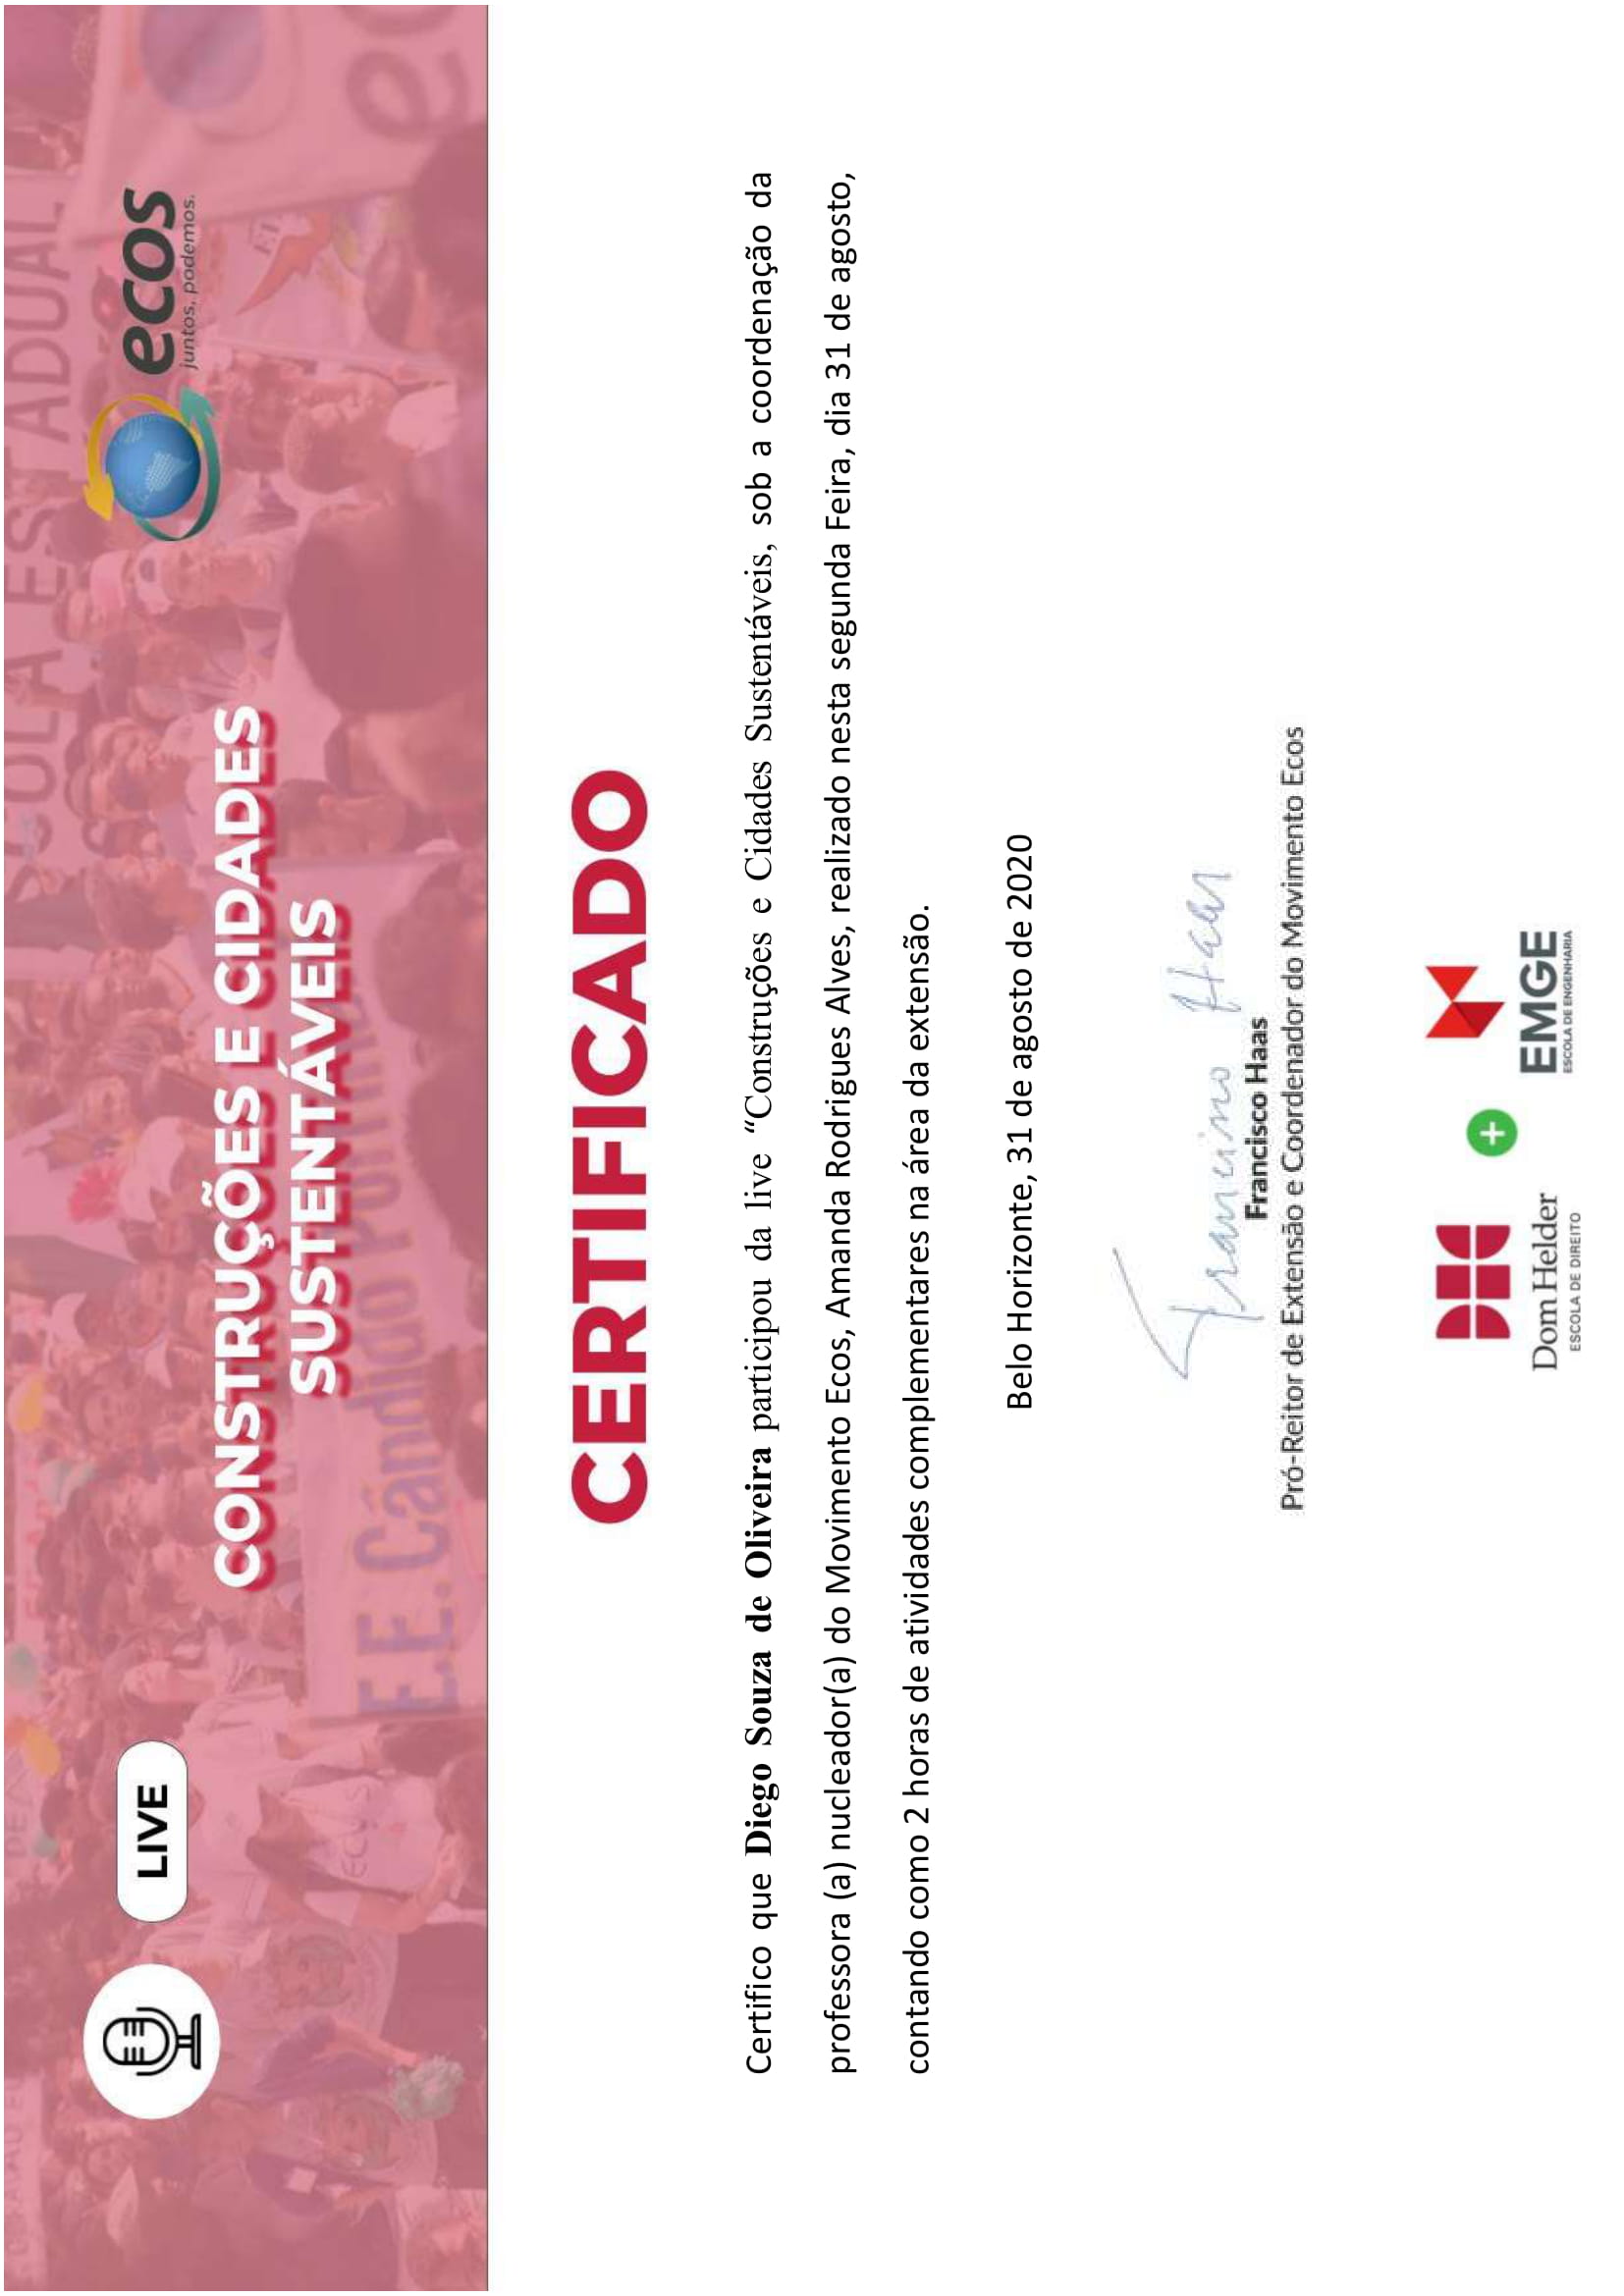 LIVE
ecos
juntos, podemos.
CONSTRUÇÕES E CIDADES
SUSTENTÁVEIS
E.E. Cândido
CERTIFICADO
Certifico que Diego Souza de Oliveira participou da live “Construções e Cidades Sustentáveis, sob a coordenação da
professora (a) nucleador(a) do Movimento Ecos, Amanda Rodrigues Alves, realizado nesta segunda Feira, dia 31 de agosto,
contando como 2 horas de atividades complementares na área da extensão.
Belo Horizonte, 31 de agosto de 2020
Francisco Haas
Francisco Haas
Pró-Reitor de Extensão e Coordenador do Movimento Ecos
Dom Helder
ESCOLA DE DIREITO
+
EMGE
ESCOLA DE ENGENHARIA